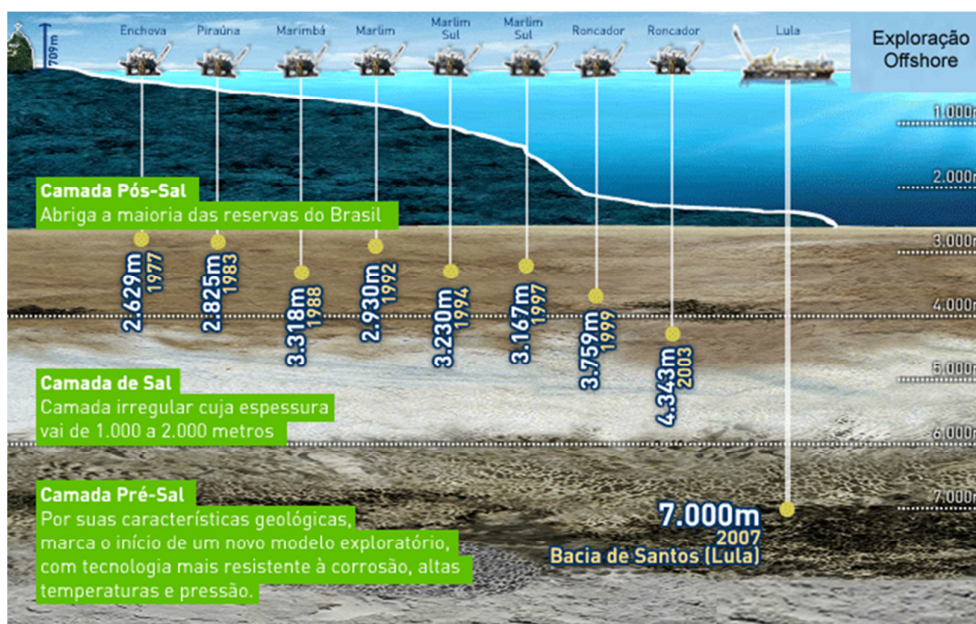 709m
Enchova
Piraúna
Marimbá
Marlim
Marlim
Sul
Marlim
Sul
Roncador
Roncador
Lula
Exploração
Offshore
1.000m
2.000m
3.000m
4.000m
5.000m
6.000m
7.000m
Camada Pós-Sal
Abriga a maioria das reservas do Brasil
2.629m
1977
2.825m
1983
3.318m
1988
2.930m
1992
3.230m
1994
3.167m
1997
3.759m
1999
4.343m
2003
Camada de Sal
Camada irregular cuja espessura
vai de 1.000 a 2.000 metros
Camada Pré-Sal
Por suas características geológicas,
marca o início de um novo modelo exploratório,
com tecnologia mais resistente à corrosão, altas
temperaturas e pressão.
7.000m
2007
Bacia de Santos (Lula)